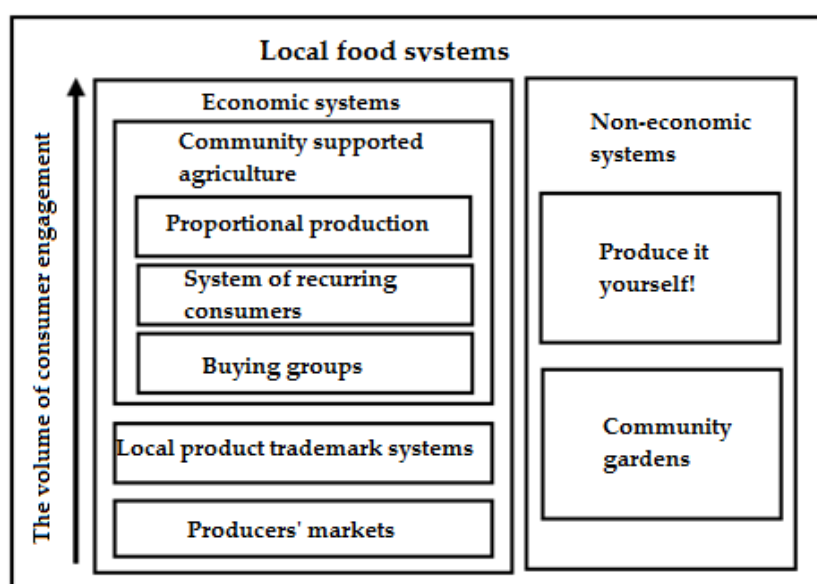 Local food systems
The volume of consumer engagement
Economic systems
Community supported
agriculture
Proportional production
System of recurring
consumers
Buying groups
Local product trademark systems
Producers' markets
Non-economic
systems
Produce it
yourself!
Community
gardens